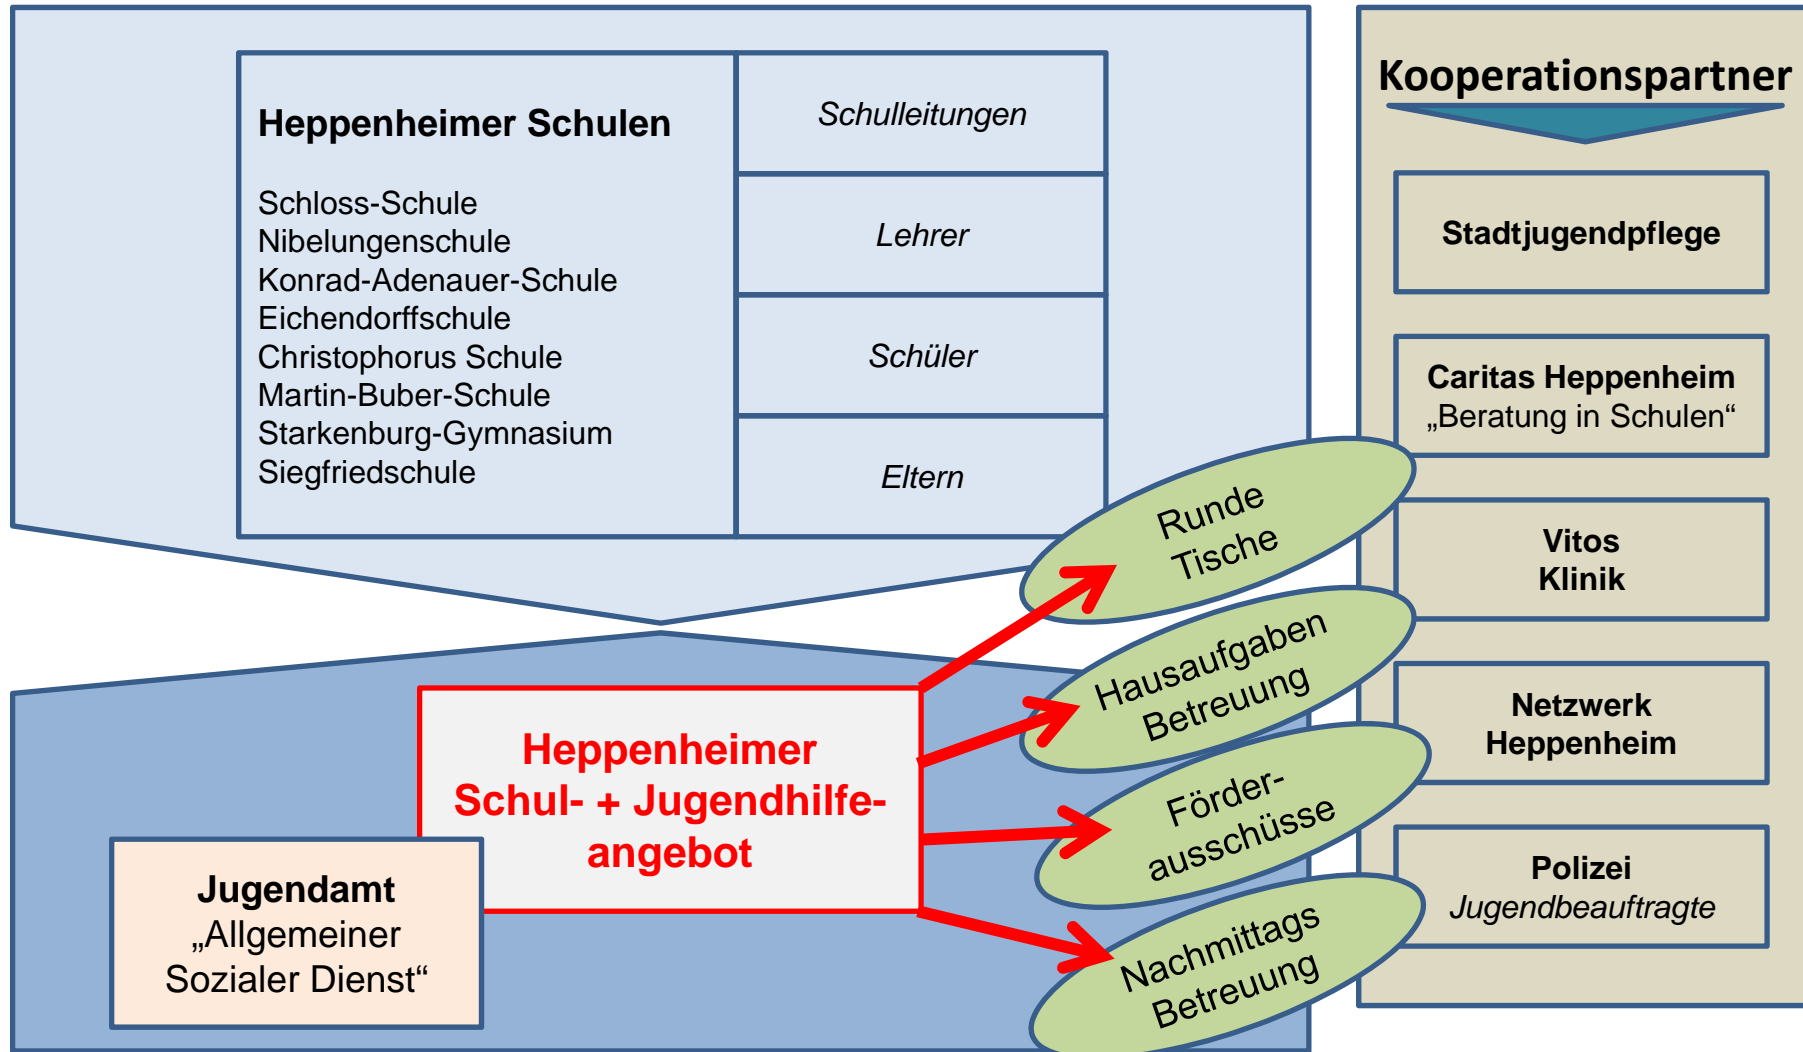 Heppenheimer Schulen
Schloss-Schule
Nibelungenschule
Konrad-Adenauer-Schule
Eichendorffschule
Christophorus Schule
Martin-Buber-Schule
Starkenburg-Gymnasium
Siegfriedschule
Schulleitungen
Lehrer
Schüler
Eltern
Kooperationspartner
Stadtjugendpflege
Caritas Heppenheim
„Beratung in Schulen“
Vitos
Klinik
Netzwerk
Heppenheim
Polizei
Jugendbeauftragte
Runde
Tische
Hausaufgaben
Betreuung
Förder-
ausschüsse
Nachmittags
Betreuung
Heppenheimer
Schul- + Jugendhilfe-
angebot
Jugendamt
„Allgemeiner
Sozialer Dienst“